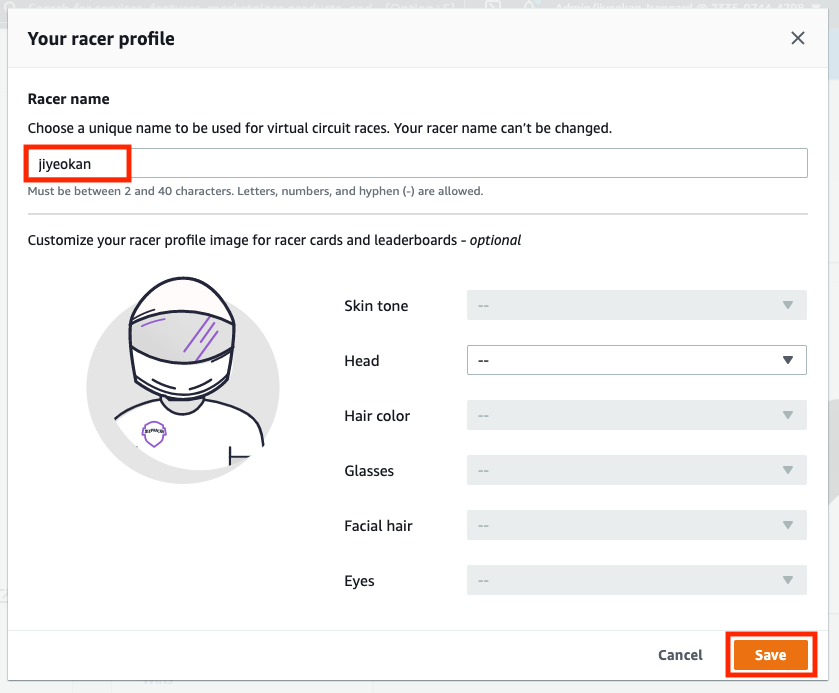 Your racer profile
Racer name
Choose a unique name to be used for virtual circuit races. Your racer name can't be changed.
jiyeokan
Must be between 2 and 40 characters. Letters, numbers, and hyphen (-) are allowed.
Customize your racer profile image for racer cards and leaderboards - optional
Skin tone --
Head --
Hair color --
Glasses --
Facial hair --
Eyes --
Cancel Save